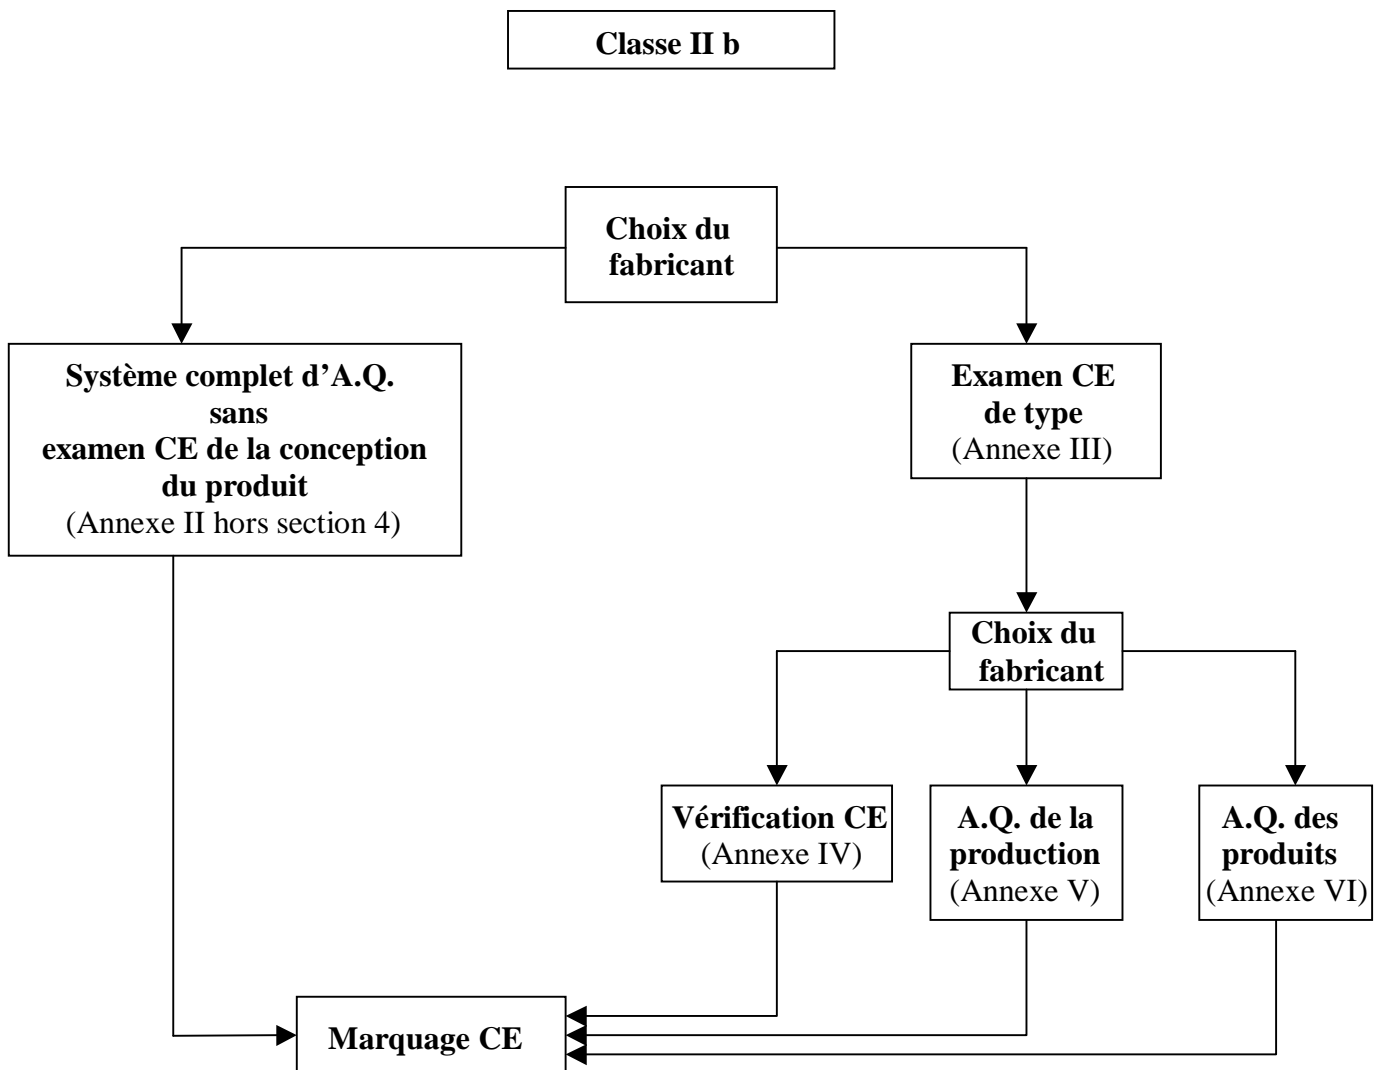 Classe II b
Choix du
fabricant
Système complet d’A.Q.
sans
examen CE de la conception
du produit
(Annexe II hors section 4)
Examen CE
de type
(Annexe III)
Choix du
fabricant
Vérification CE
(Annexe IV)
A.Q. de la
production
(Annexe V)
A.Q. des
produits
(Annexe VI)
Marquage CE